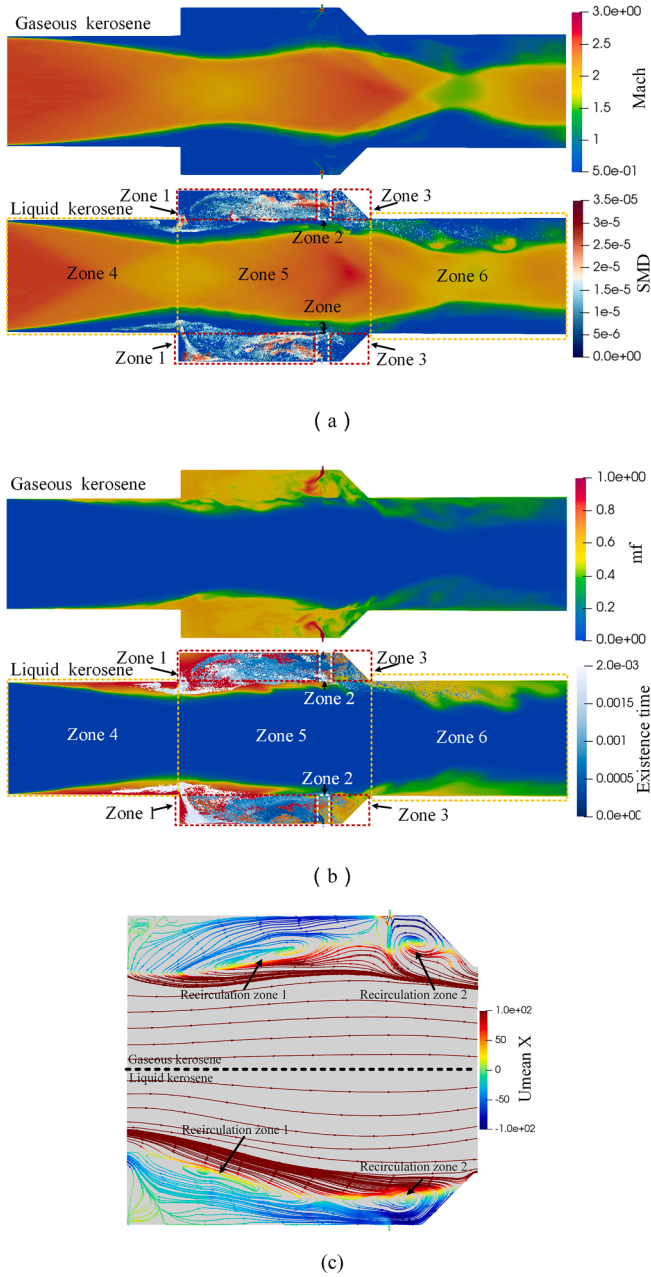 Gaseous kerosene
3.0e+00
2.5
2
1.5
1
5.0e-01
Mach
Zone 1
Zone 3
Liquid kerosene
Zone 2
Zone 4
Zone 5
Zone 6
Zone
Zone 1
Zone 3
3.5e-05
3e-5
2.5e-5
2e-5
1.5e-5
1e-5
5e-6
0.0e+00
SMD
( a )
Gaseous kerosene
1.0e+00
0.8
0.6
0.4
0.2
0.0e+00
mf
Zone 1
Zone 3
Liquid kerosene
Zone 2
Zone 4
Zone 5
Zone 6
Zone 2
Zone 1
Zone 3
2.0e-03
0.0015
0.001
0.0005
0.0e+00
Existence time
( b )
Recirculation zone 1
Recirculation zone 2
Gaseous kerosene
Liquid kerosene
Recirculation zone 1
Recirculation zone 2
1.0e+02
50
0
-50
-1.0e+02
Umean X
(c)